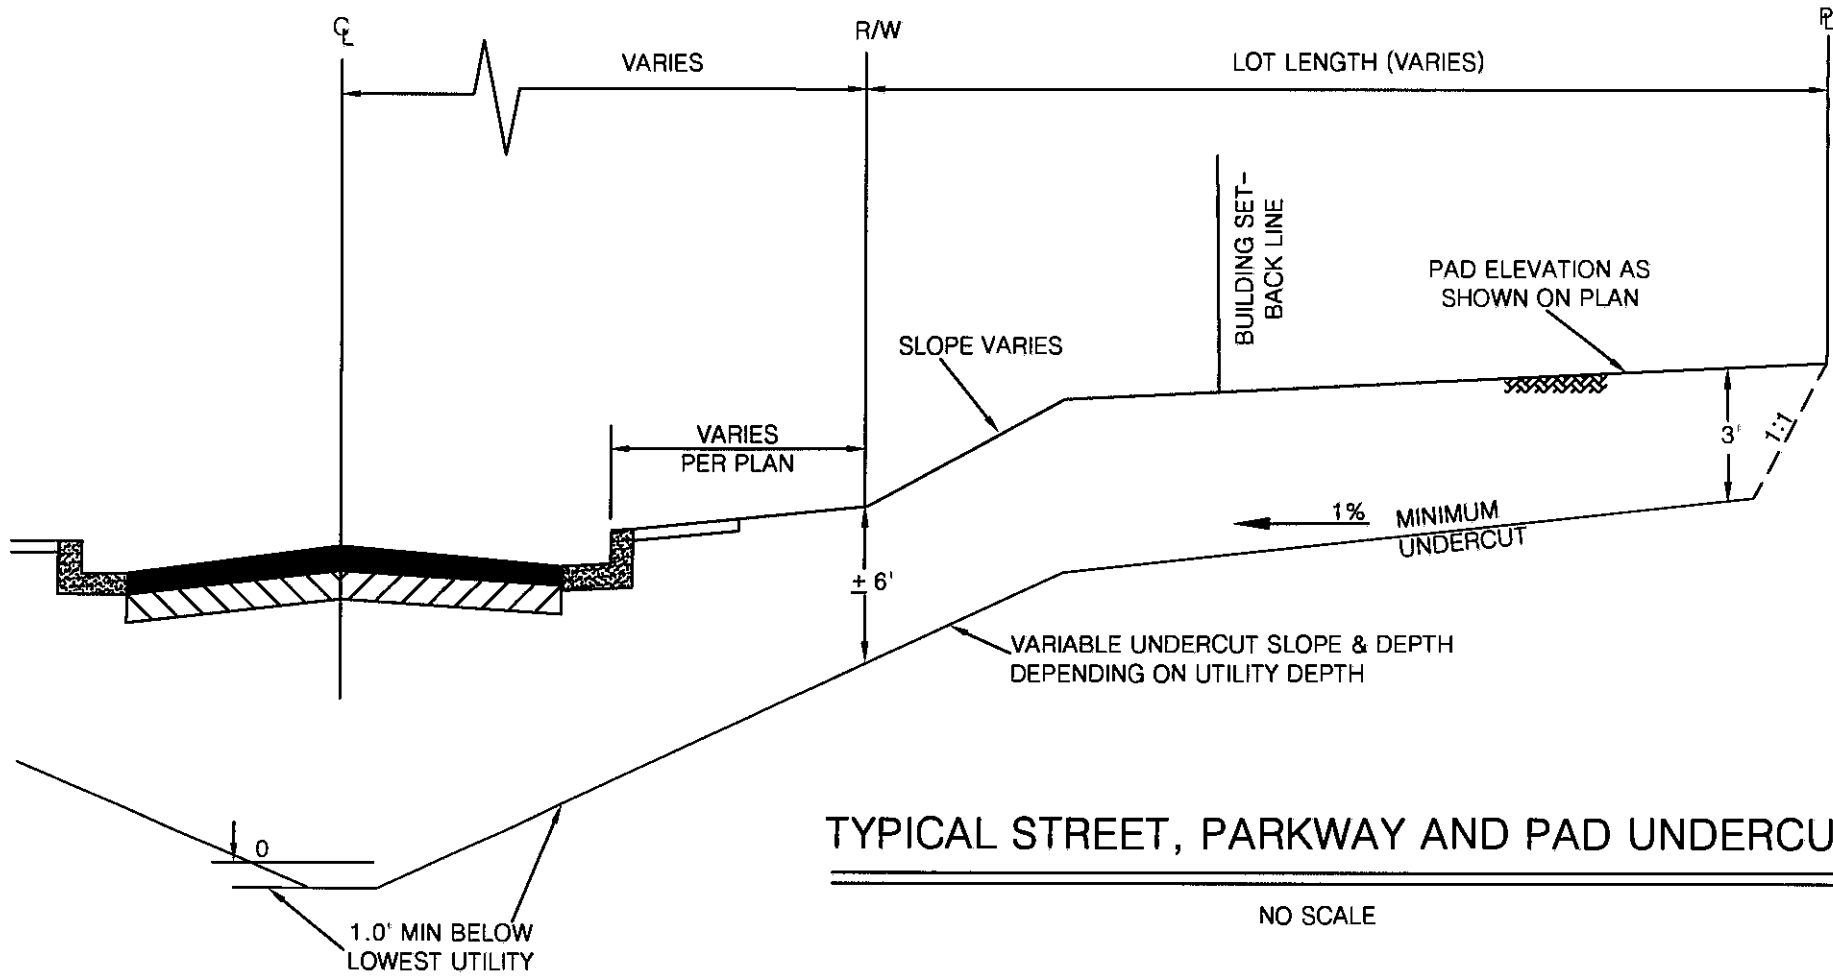 ℄
R/W
PL
VARIES
LOT LENGTH (VARIES)
BUILDING SET-
BACK LINE
PAD ELEVATION AS
SHOWN ON PLAN
SLOPE VARIES
VARIES
PER PLAN
3'
1:1
1%
MINIMUM
UNDERCUT
± 6'
VARIABLE UNDERCUT SLOPE & DEPTH
DEPENDING ON UTILITY DEPTH
0
TYPICAL STREET, PARKWAY AND PAD UNDERCU
NO SCALE
1.0' MIN BELOW
LOWEST UTILITY